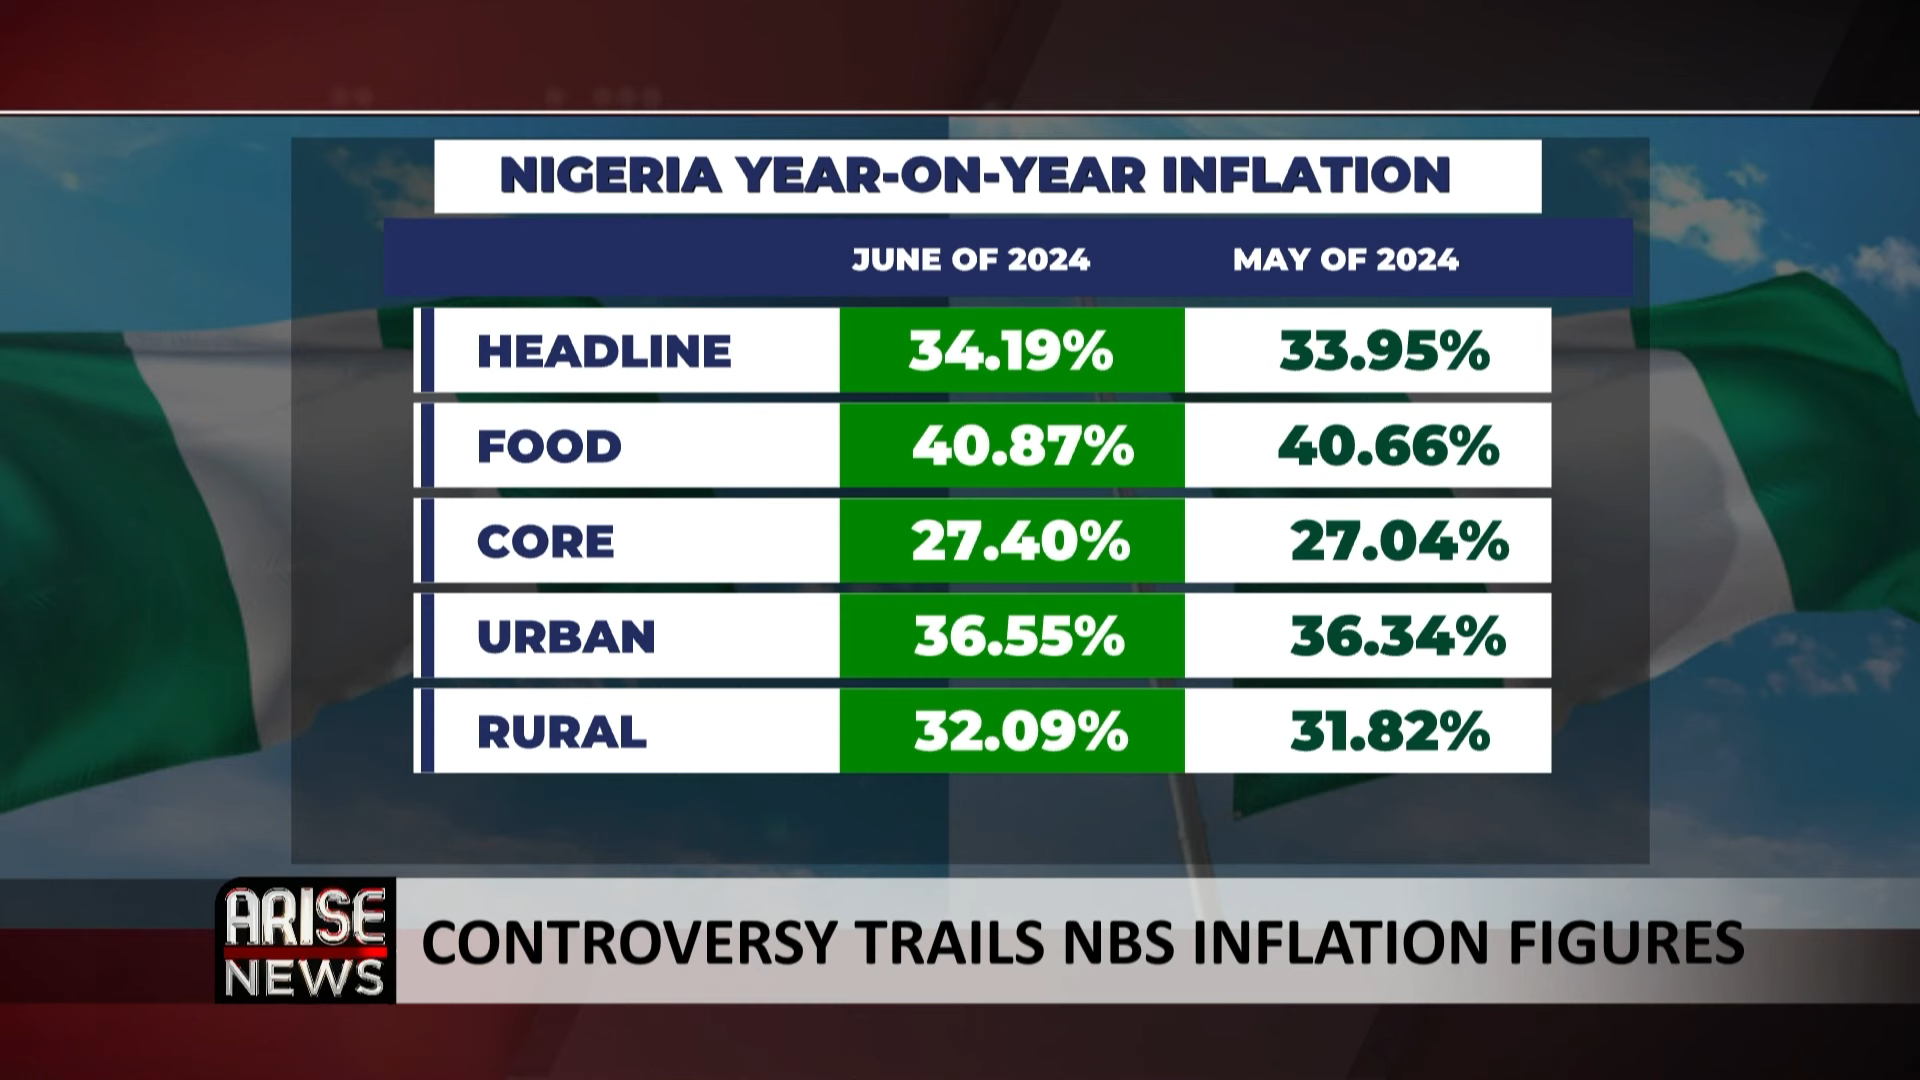 NIGERIA YEAR-ON-YEAR INFLATION
JUNE OF 2024 MAY OF 2024
HEADLINE 34.19% 33.95%
FOOD 40.87% 40.66%
CORE 27.40% 27.04%
URBAN 36.55% 36.34%
RURAL 32.09% 31.82%
ARISE
NEWS
CONTROVERSY TRAILS NBS INFLATION FIGURES